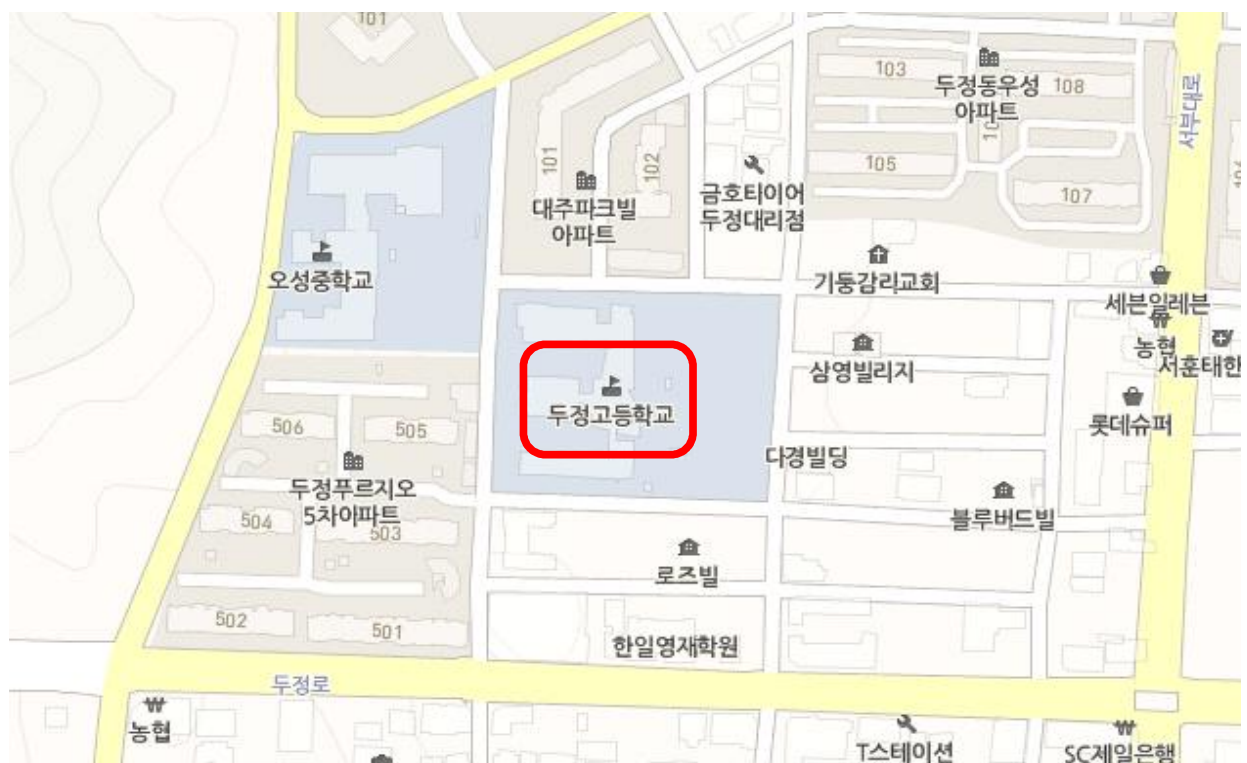 101
103
두정동우성
아파트
108
10
105
107
서부대로
101
102
대주파크빌
아파트
금호타이어
두정대리점
오성중학교
기둥감리교회
세븐일레븐
농협
서훈태한
삼영빌리지
롯데슈퍼
두정고등학교
다경빌딩
506
505
두정푸르지오
5차아파트
504
503
블루버드빌
로즈빌
502
501
한일영재학원
두정로
농협
T스테이션
SC제일은행